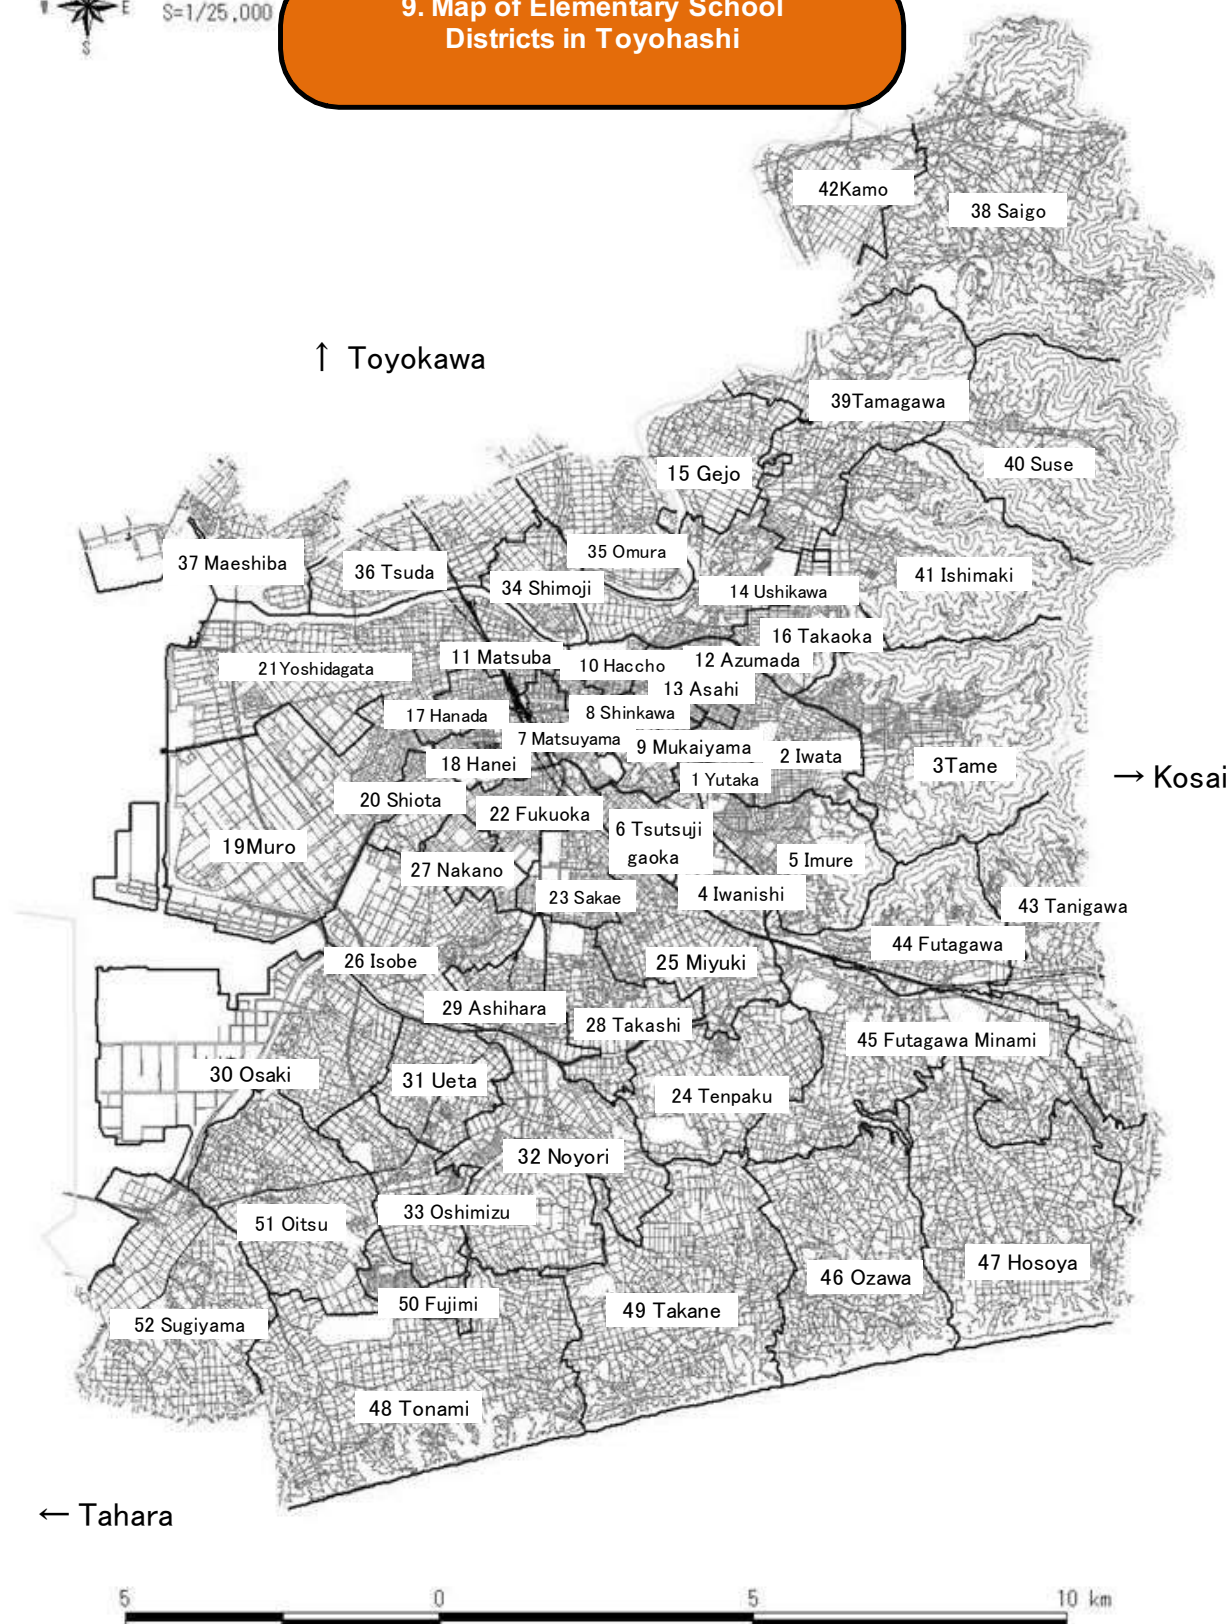 E
S=1/25,000
S
9. Map of Elementary School
Districts in Toyohashi
42Kamo
38 Saigo
↑ Toyokawa
39Tamagawa
40 Suse
15 Gejo
35 Omura
37 Maeshiba
36 Tsuda
34 Shimoji
41 Ishimaki
14 Ushikawa
16 Takaoka
11 Matsuba
10 Haccho
12 Azumada
21Yoshidagata
13 Asahi
17 Hanada
8 Shinkawa
7 Matsuyama
9 Mukaiyama
2 Iwata
18 Hanei
3Tame
1 Yutaka
→ Kosai
20 Shiota
22 Fukuoka
6 Tsutsuji
gaoka
19Muro
5 Imure
27 Nakano
23 Sakae
4 Iwanishi
43 Tanigawa
44 Futagawa
26 Isobe
25 Miyuki
29 Ashihara
28 Takashi
45 Futagawa Minami
30 Osaki
31 Ueta
24 Tenpaku
32 Noyori
33 Oshimizu
51 Oitsu
47 Hosoya
46 Ozawa
50 Fujimi
49 Takane
52 Sugiyama
48 Tonami
← Tahara
5 0 5 10 km